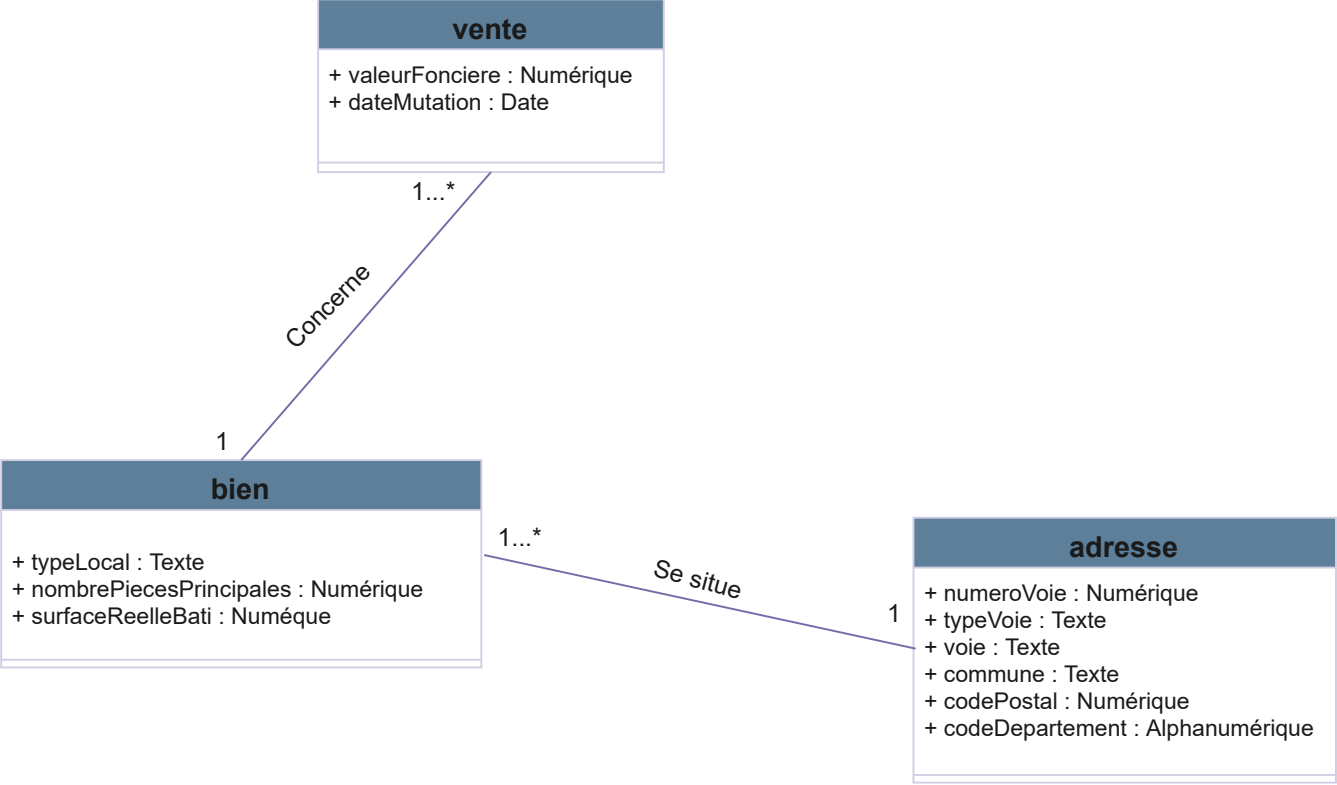 vente
+ valeurFonciere : Numérique
+ dateMutation : Date
1...*
Concerne
1
bien
+ typeLocal : Texte
+ nombrePiecesPrincipales : Numérique
+ surfaceReelleBati : Numéque
1...*
Se situe
1
adresse
+ numeroVoie : Numérique
+ typeVoie : Texte
+ voie : Texte
+ commune : Texte
+ codePostal : Numérique
+ codeDepartement : Alphanumérique